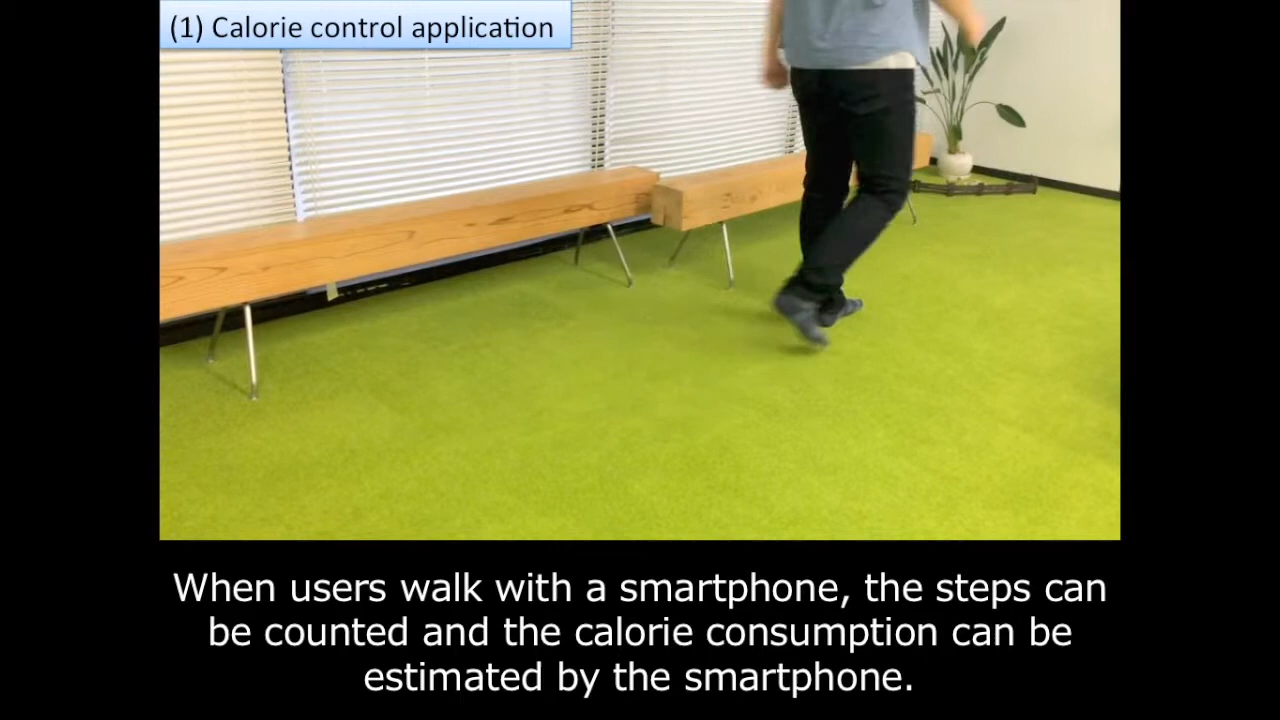 (1) Calorie control application
When users walk with a smartphone, the steps can
be counted and the calorie consumption can be
estimated by the smartphone.